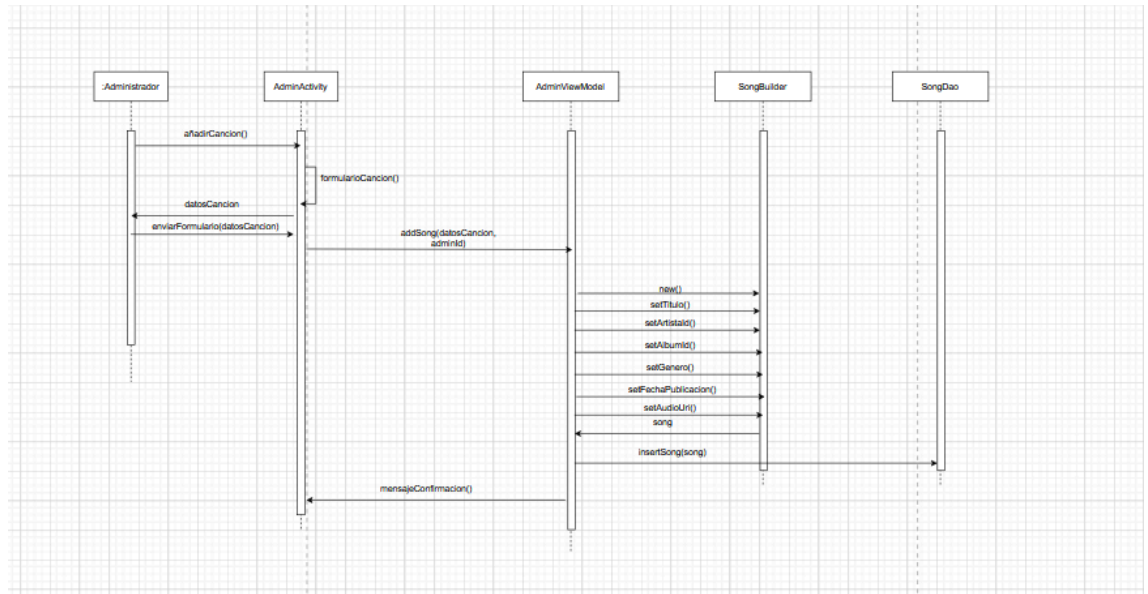 :Administrador
AdminActivity
AdminViewModel
SongBuilder
SongDao
añadirCancion()
formularioCancion()
datosCancion
enviarFormulario(datosCancion)
addSong(datosCancion,
adminId)
new()
setTitulo()
setArtistaId()
setAlbumId()
setGenero()
setFechaPublicacion()
setAudioUrl()
song
insertSong(song)
mensajeConfirmacion()